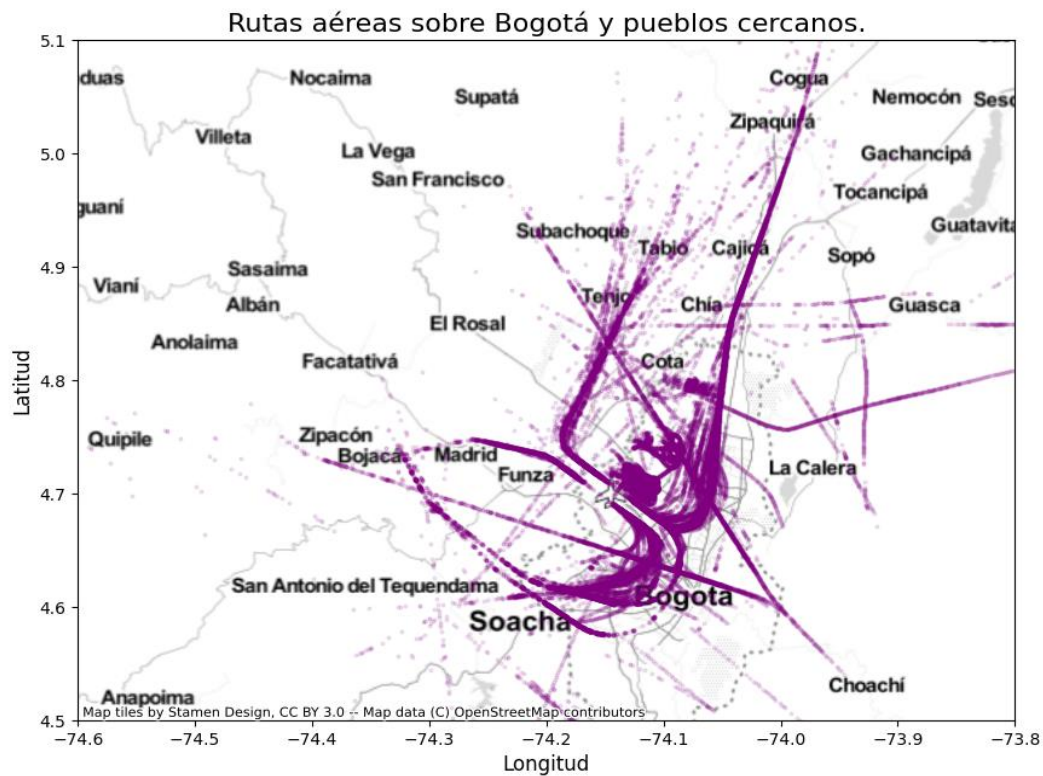 Rutas aéreas sobre Bogotá y pueblos cercanos.
5.1
duas
Nocaima
Cogua
Supatá
Nemocón
Zipaquirá
Villeta
La Vega
5.0
Gachancipá
San Francisco
Tocancipá
guaní
Subachoque
Guatavita
Tabio
Cajicá
Sopó
4.9
Sasaima
Vianí
Tenjo
Albán
Chía
Guasca
El Rosal
Anolaima
Facatativá
Cota
4.8
Latitud
Quipile
Zipacón
Bojacá
Madrid
La Calera
Funza
4.7
San Antonio del Tequendama
4.6
Bogotá
Soacha
Choachí
Anapoima
Map tiles by Stamen Design, CC BY 3.0 -- Map data (C) OpenStreetMap contributors
4.5
−74.6 −74.5 −74.4 −74.3 −74.2 −74.1 −74.0 −73.9 −73.8
Longitud